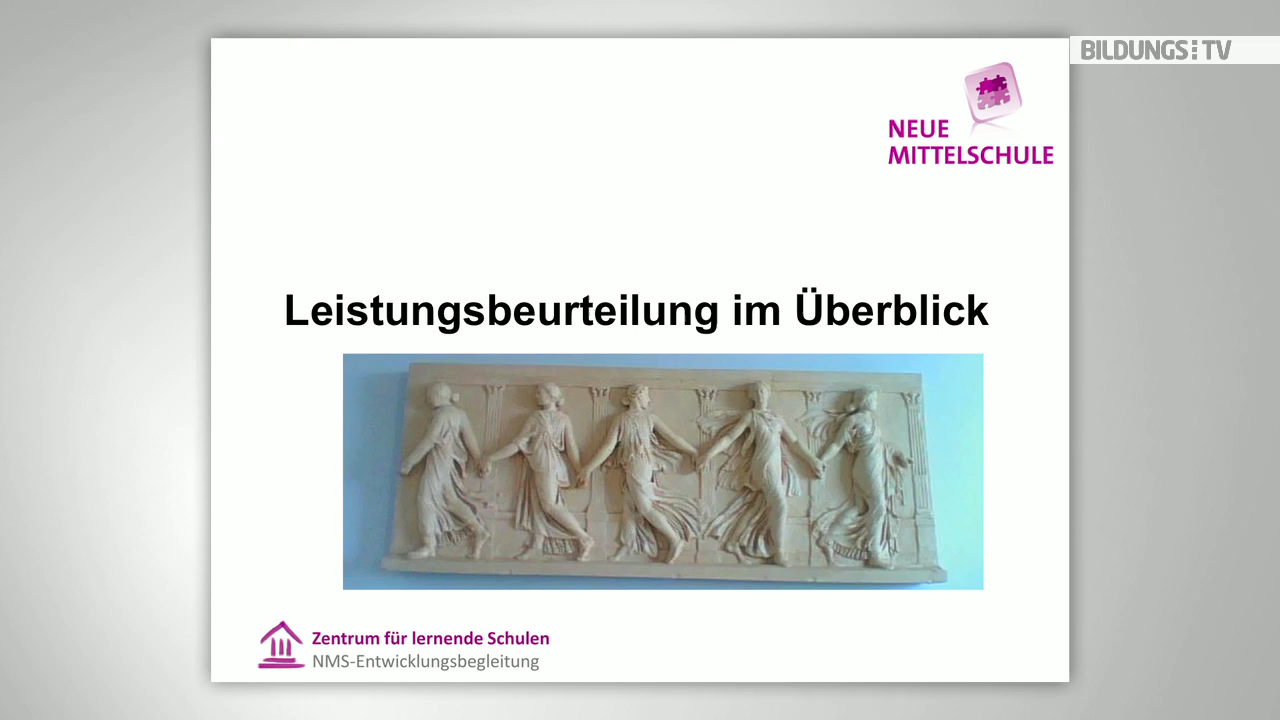 BILDUNGS TV
NEUE
MITTELSCHULE
Leistungsbeurteilung im Überblick
Zentrum für lernende Schulen
NMS-Entwicklungsbegleitung